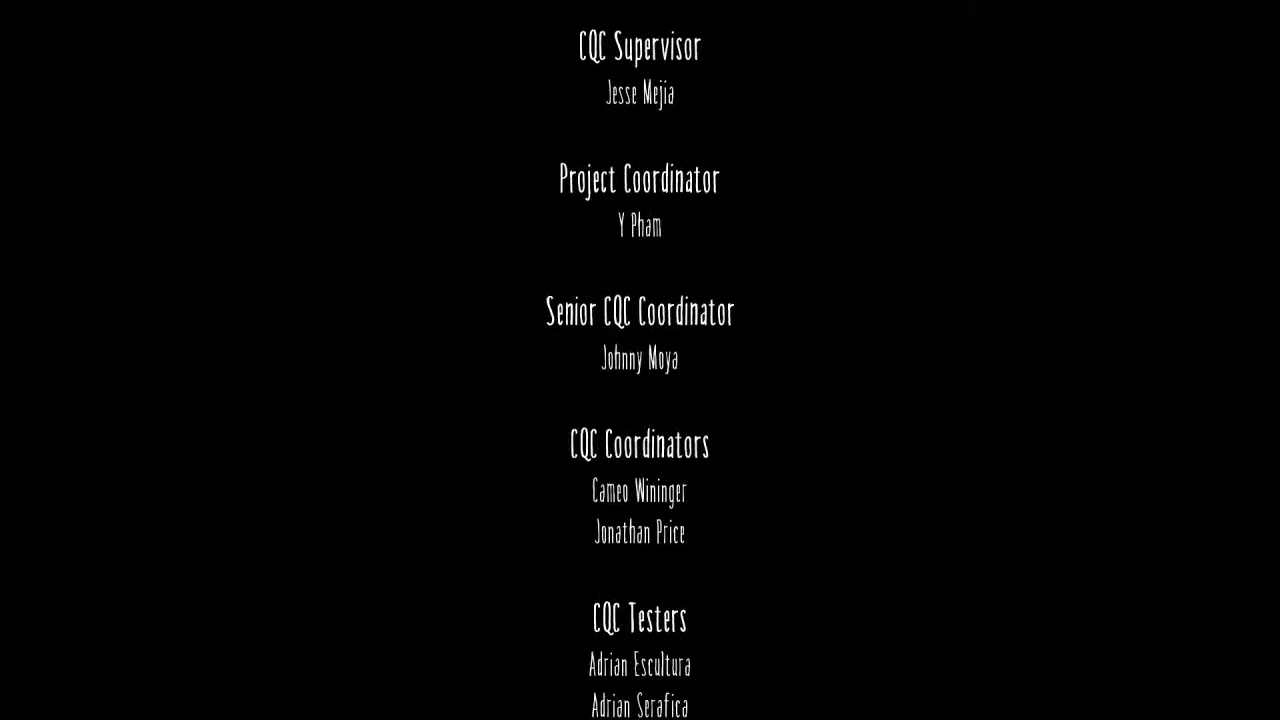 CQC Supervisor
Jesse Mejia
Project Coordinator
Y Pham
Senior CQC Coordinator
Johnny Moya
CQC Coordinators
Cameo Wininger
Jonathan Price
CQC Testers
Adrian Escultura
Adrian Serafica